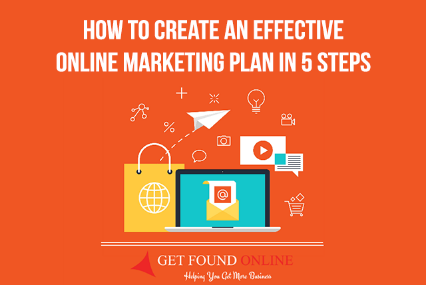 HOW TO CREATE AN EFFECTIVE
ONLINE MARKETING PLAN IN 5 STEPS
@
GET FOUND ONLINE
Helping You Get More Business